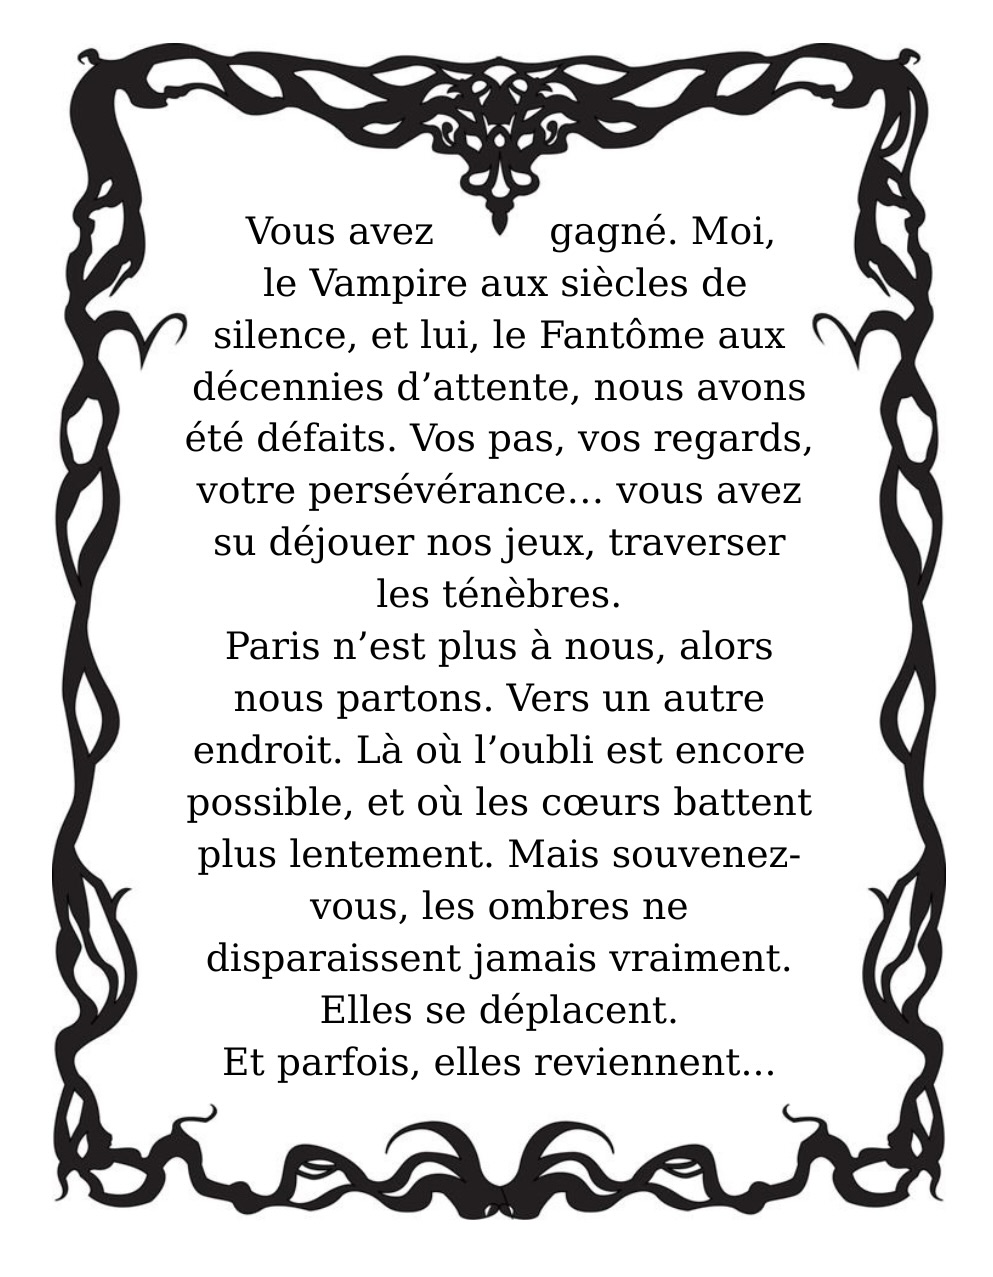 Vous avez gagné. Moi,
le Vampire aux siècles de
silence, et lui, le Fantôme aux
décennies d’attente, nous avons
été défaits. Vos pas, vos regards,
votre persévérance... vous avez
su déjouer nos jeux, traverser
les ténèbres.
Paris n’est plus à nous, alors
nous partons. Vers un autre
endroit. Là où l’oubli est encore
possible, et où les cœurs battent
plus lentement. Mais souvenez-
vous, les ombres ne
disparaissent jamais vraiment.
Elles se déplacent.
Et parfois, elles reviennent...